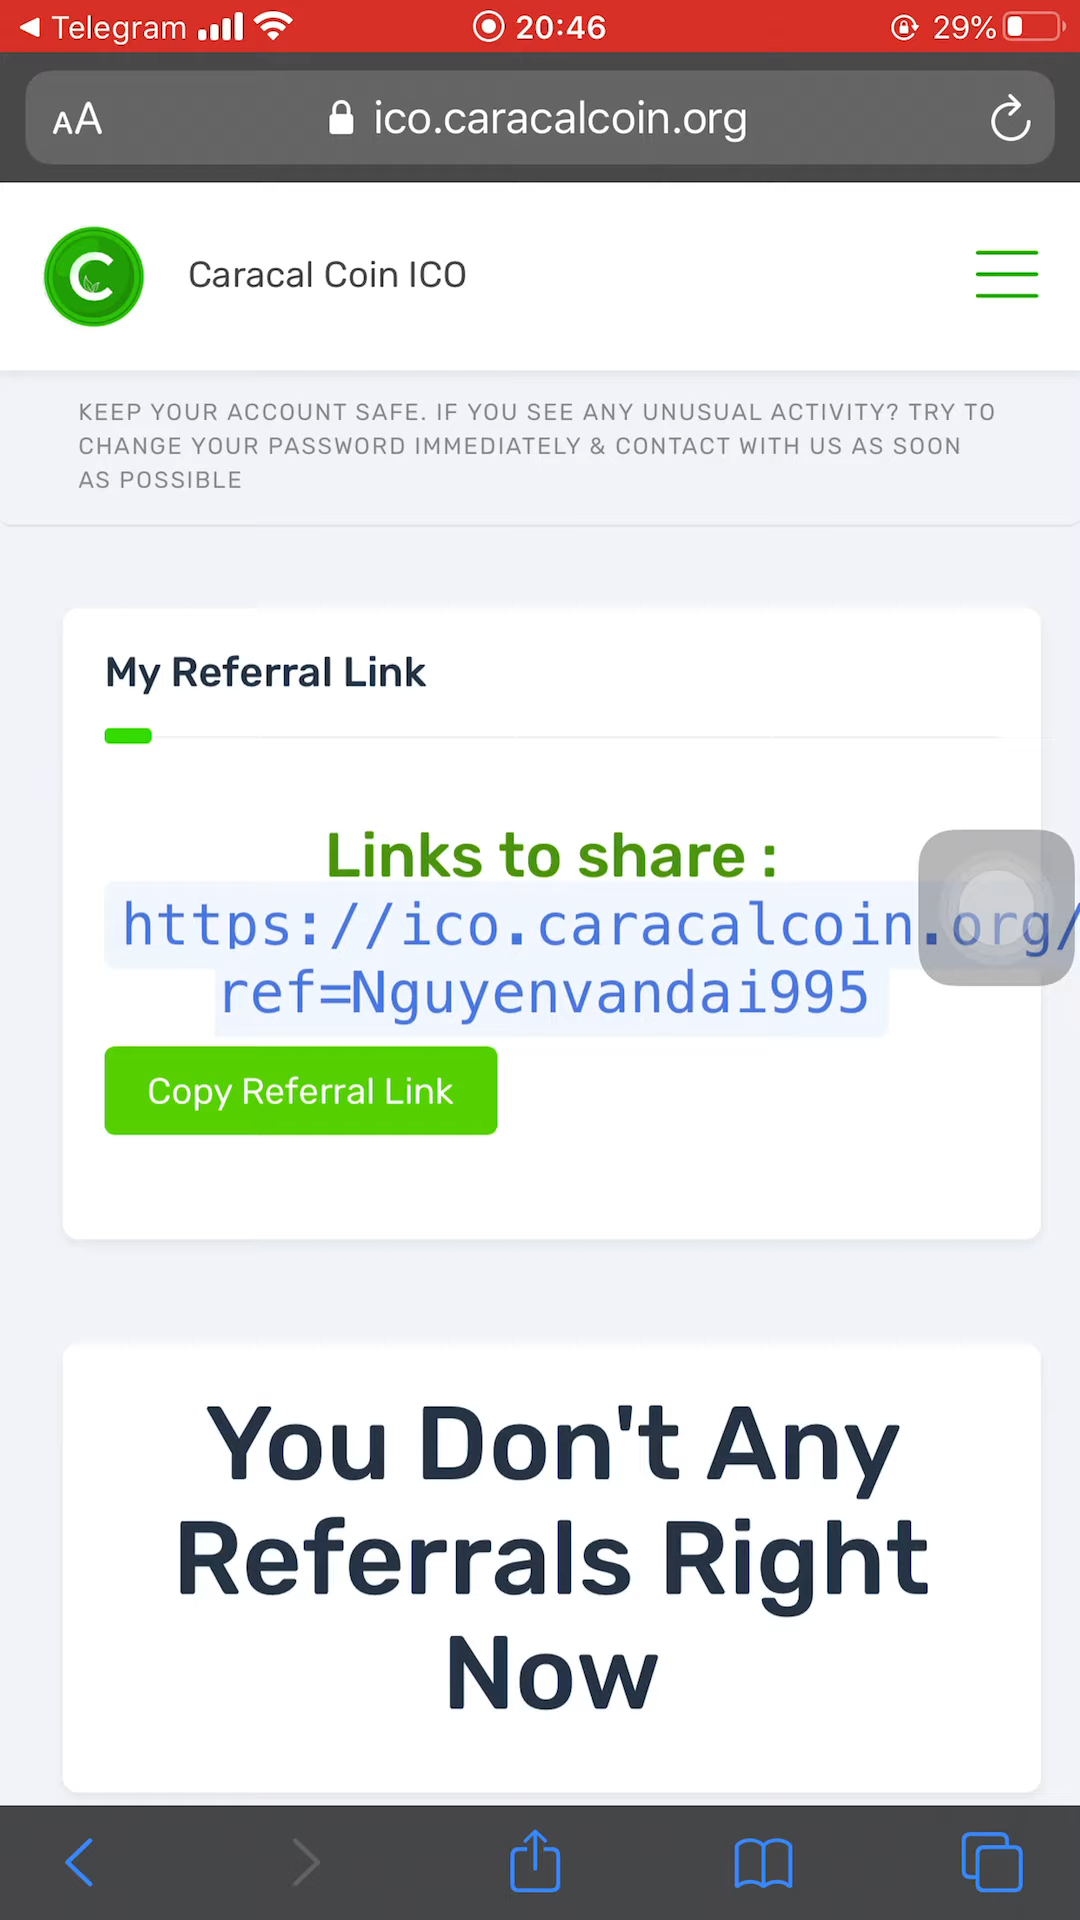 Telegram 20:46 29%
AA ico.caracalcoin.org
C Caracal Coin ICO
KEEP YOUR ACCOUNT SAFE. IF YOU SEE ANY UNUSUAL ACTIVITY? TRY TO
CHANGE YOUR PASSWORD IMMEDIATELY & CONTACT WITH US AS SOON
AS POSSIBLE
My Referral Link
Links to share :
https://ico.caracalcoin.org/
ref=Nguyenvandai995
Copy Referral Link
You Don't Any
Referrals Right
Now